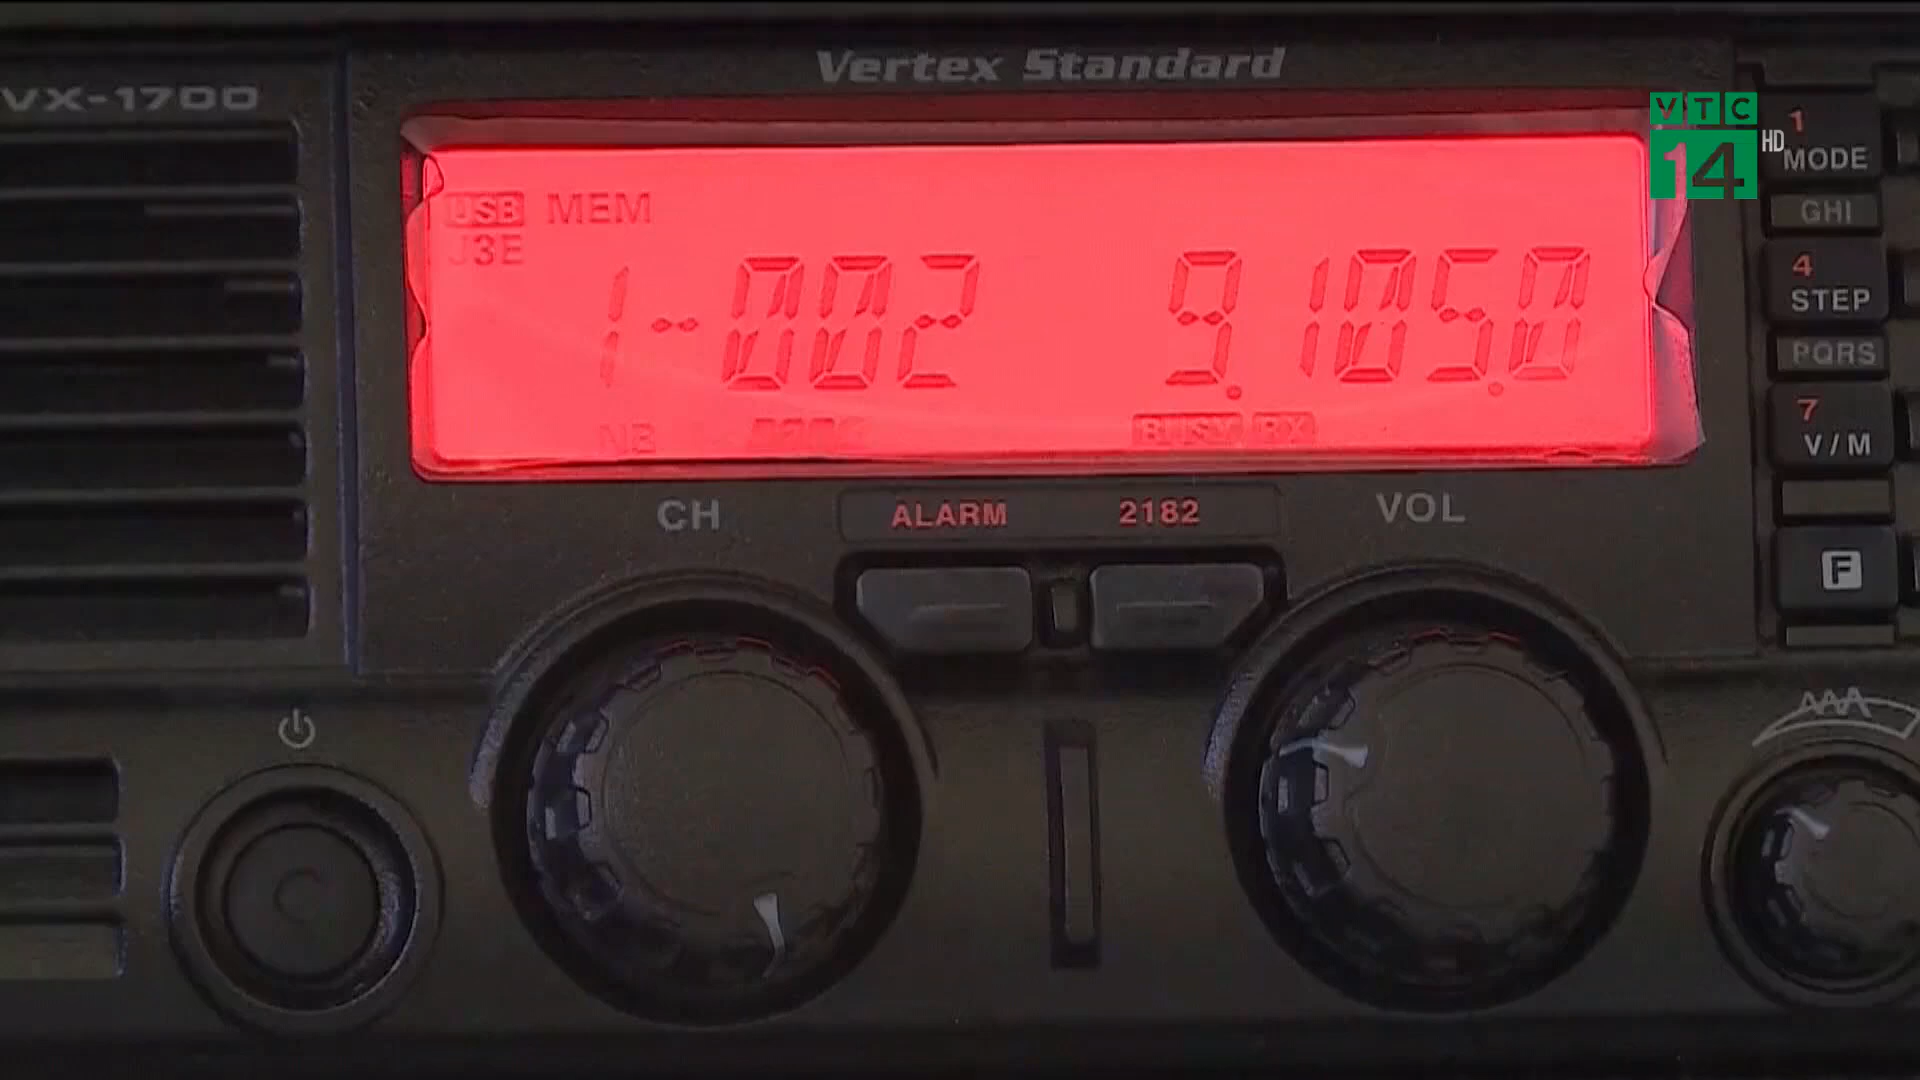 Vertex Standard
VX-1700
VTC
14 HD
1
MODE
USB MEM
J3E
GHI
1-002 9.105.0
4
STEP
PQRS
NB
BUSY RX
7
V/M
CH
ALARM
2182
VOL
F